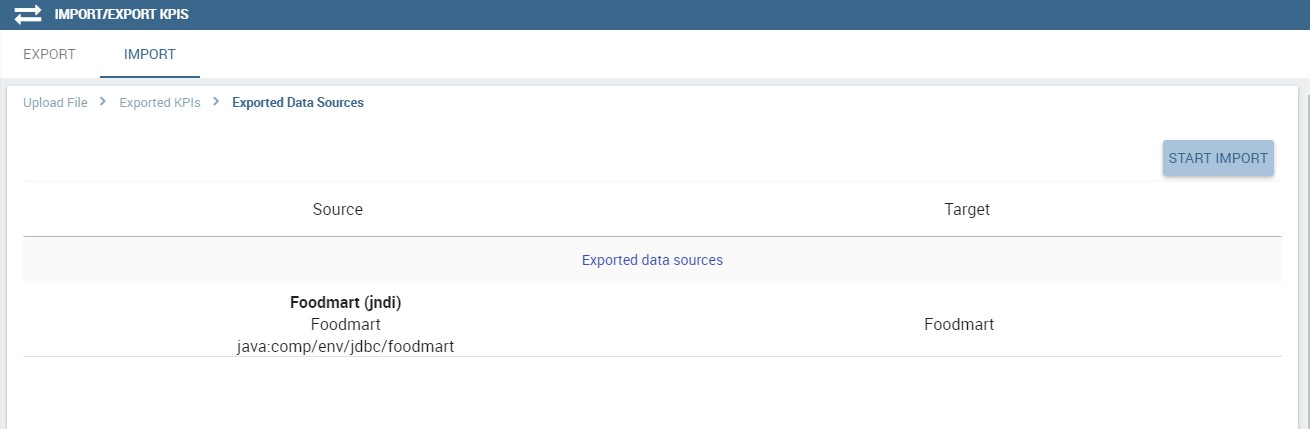 IMPORT/EXPORT KPIS
EXPORT IMPORT
Upload File > Exported KPIs > Exported Data Sources
START IMPORT
Source Target
Exported data sources
Foodmart (jndi)
Foodmart Foodmart
java:comp/env/jdbc/foodmart